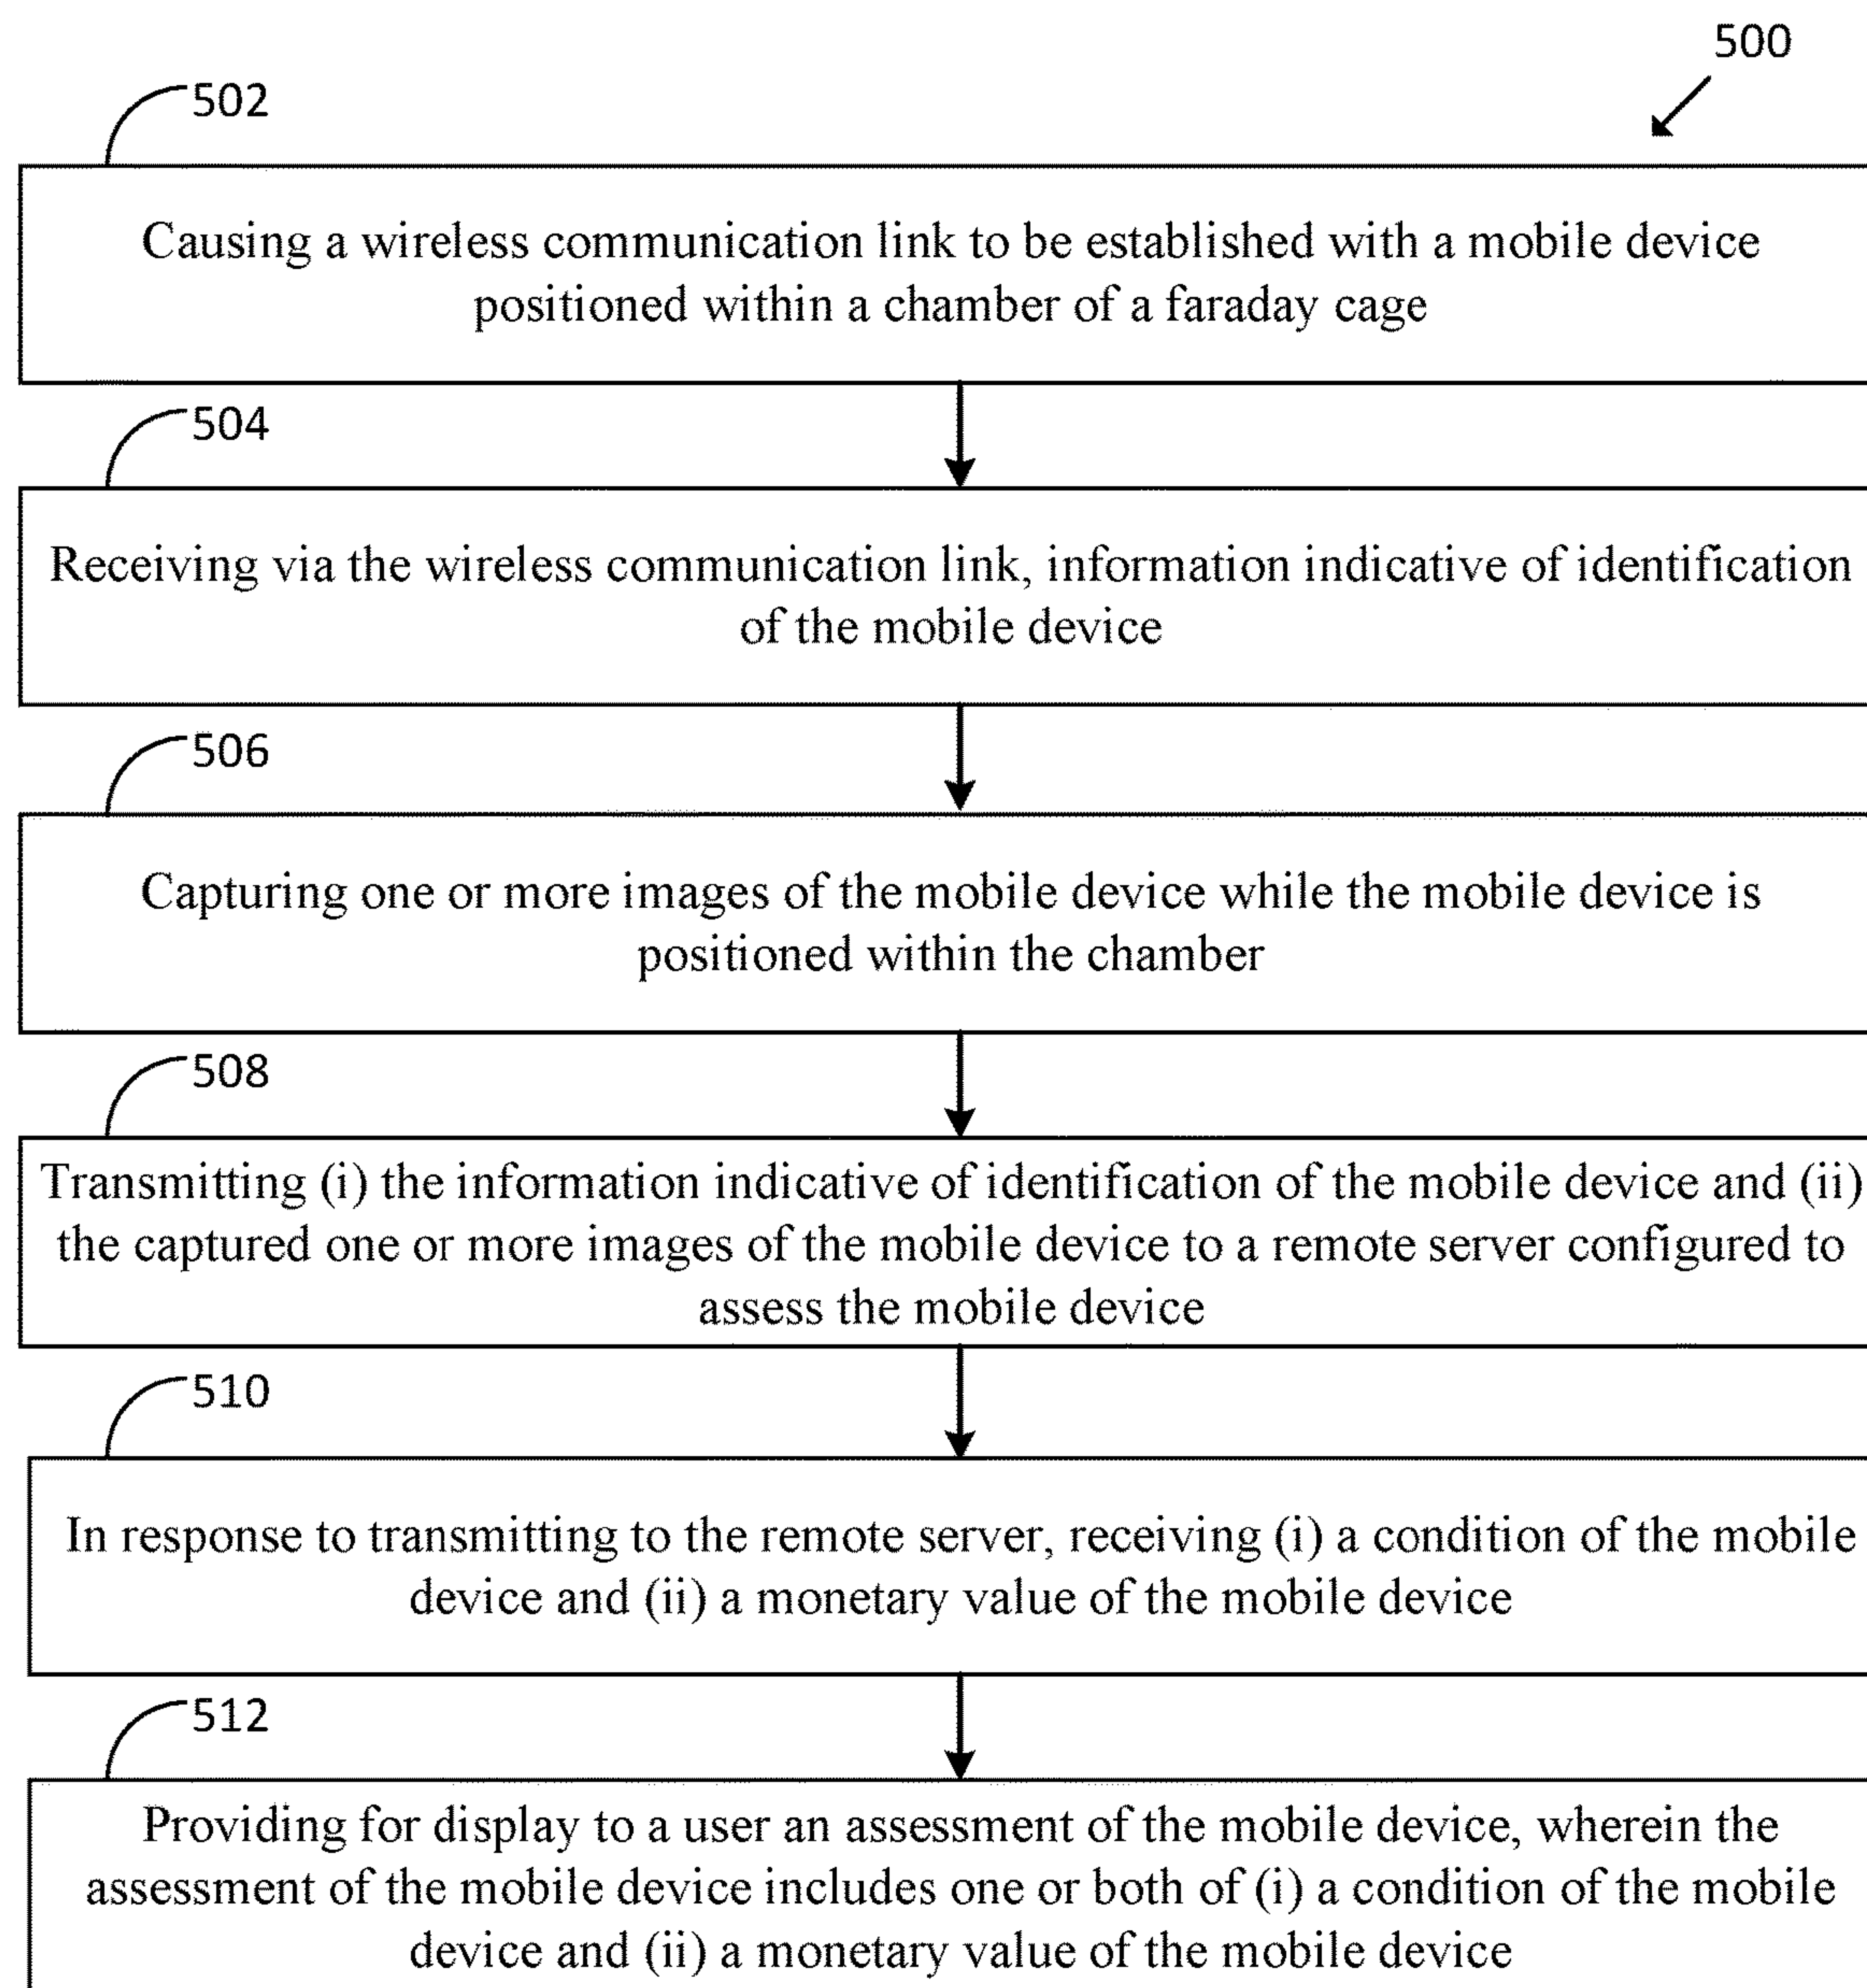 500
502
Causing a wireless communication link to be established with a mobile device
positioned within a chamber of a faraday cage
504
Receiving via the wireless communication link, information indicative of identification
of the mobile device
506
Capturing one or more images of the mobile device while the mobile device is
positioned within the chamber
508
Transmitting (i) the information indicative of identification of the mobile device and (ii)
the captured one or more images of the mobile device to a remote server configured to
assess the mobile device
510
In response to transmitting to the remote server, receiving (i) a condition of the mobile
device and (ii) a monetary value of the mobile device
512
Providing for display to a user an assessment of the mobile device, wherein the
assessment of the mobile device includes one or both of (i) a condition of the mobile
device and (ii) a monetary value of the mobile device